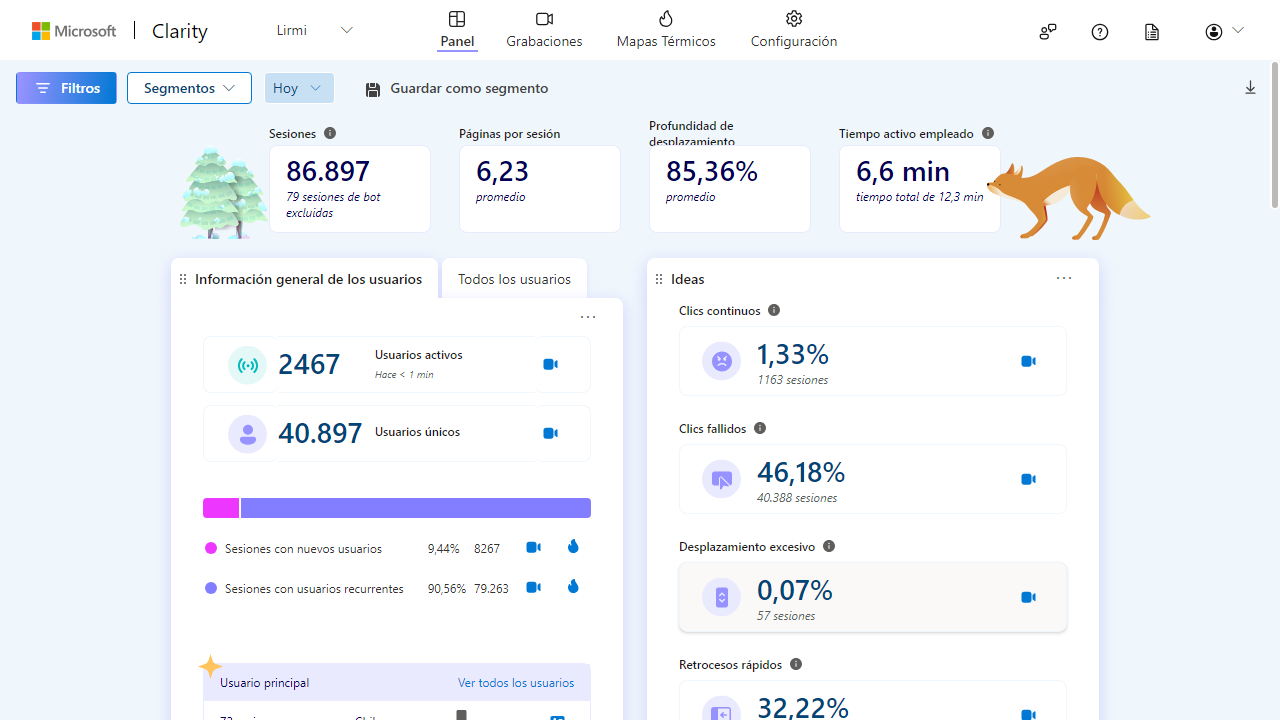 Microsoft
Clarity
Lirmi
Panel
Grabaciones
Mapas Térmicos
Configuración
Filtros
Segmentos
Hoy
Guardar como segmento
Sesiones
86.897
79 sesiones de bot
excluidas
Páginas por sesión
6,23
promedio
Profundidad de
desplazamiento
85,36%
promedio
Tiempo activo empleado
6,6 min
tiempo total de 12,3 min
Información general de los usuarios
Todos los usuarios
2467
Usuarios activos
Hace < 1 min
40.897
Usuarios únicos
Sesiones con nuevos usuarios 9,44% 8267
Sesiones con usuarios recurrentes 90,56% 79.263
Usuario principal
Ver todos los usuarios
Ideas
Clics continuos
1,33%
1163 sesiones
Clics fallidos
46,18%
40.388 sesiones
Desplazamiento excesivo
0,07%
57 sesiones
Retrocesos rápidos
32,22%